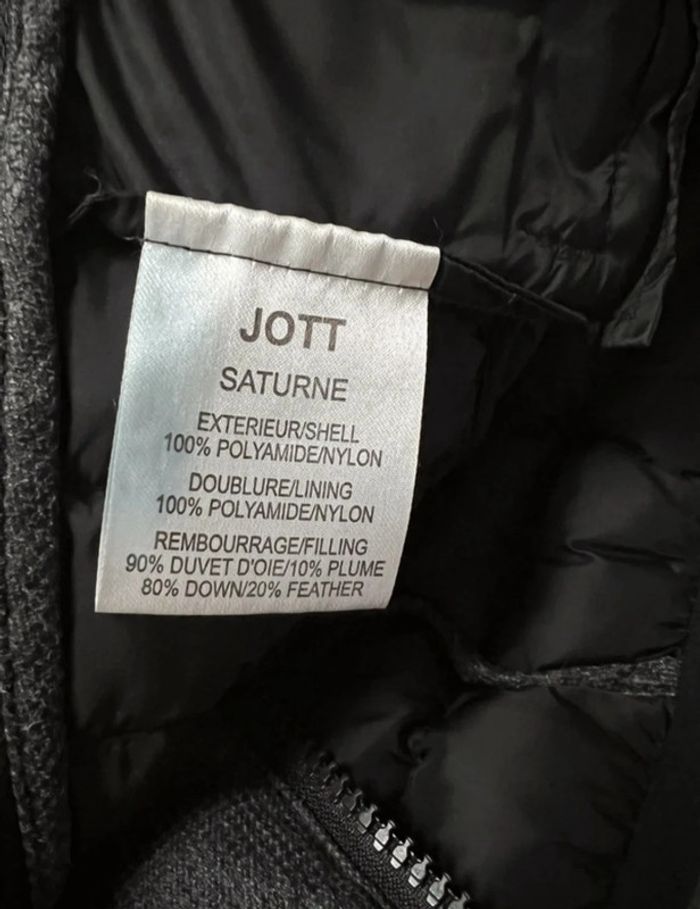 JOTT
SATURNE
EXTERIEUR/SHELL
100% POLYAMIDE/NYLON
DOUBLURE/LINING
100% POLYAMIDE/NYLON
REMBOURRAGE/FILLING
90% DUVET D'OIE/10% PLUME
80% DOWN/20% FEATHER